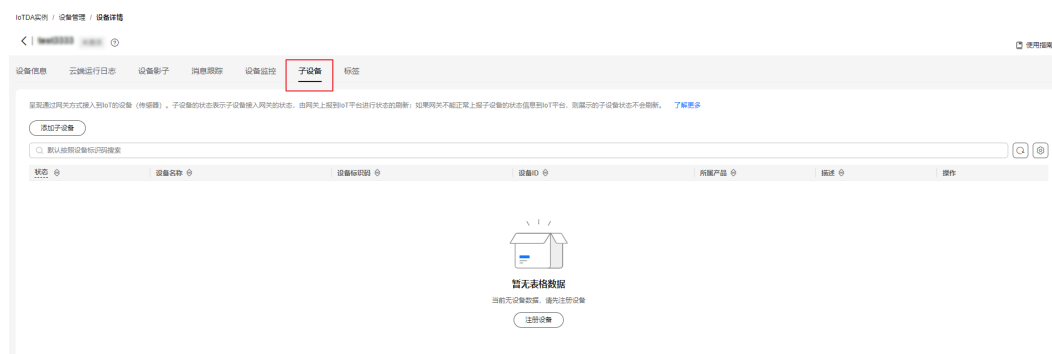 IoTDA实例 / 设备管理 / 设备详情
test3333
使用指南
设备信息 云端运行日志 设备影子 消息跟踪 设备监控 子设备 标签
呈现通过网关方式接入到IoT的设备（传感器）。子设备的状态表示子设备接入网关的状态，由网关上报到IoT平台进行状态的刷新；如果网关不能正常上报子设备的状态信息到IoT平台，则展示的子设备状态不会刷新。 了解更多
添加子设备
默认按照设备标识码搜索
状态 设备名称 设备标识码 设备ID 所属产品 描述 操作
暂无表格数据
当前无设备数据，请先注册设备
注册设备